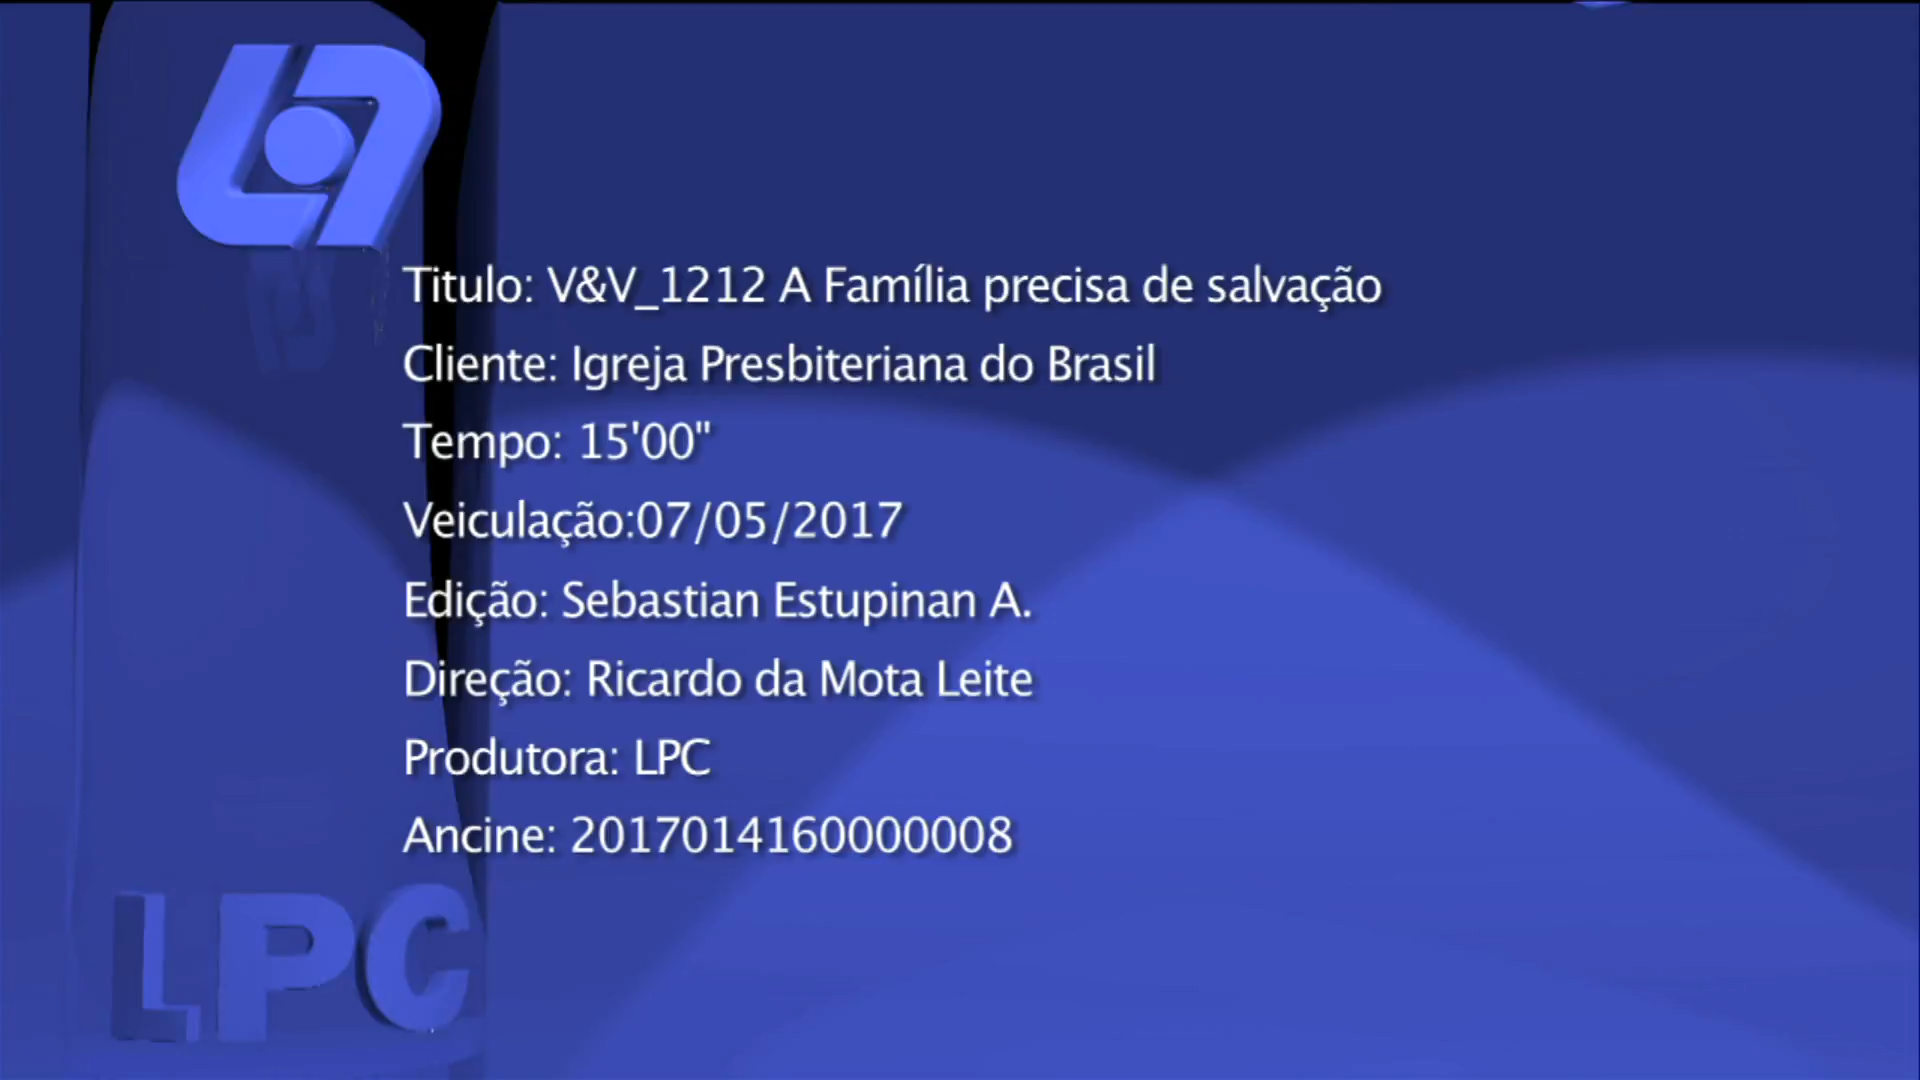 Titulo: V&V_1212 A Família precisa de salvação
Cliente: Igreja Presbiteriana do Brasil
Tempo: 15'00"
Veiculação:07/05/2017
Edição: Sebastian Estupinan A.
Direção: Ricardo da Mota Leite
Produtora: LPC
Ancine: 2017014160000008
LPC